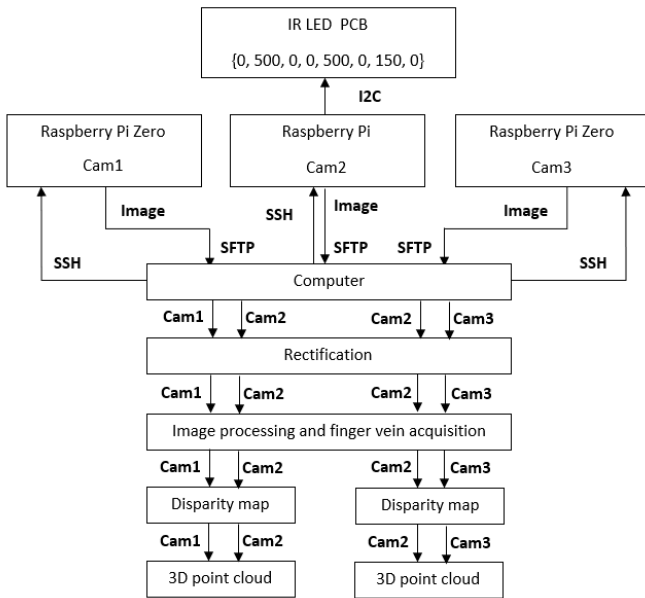 IR LED PCB
{0, 500, 0, 0, 500, 0, 150, 0}
I2C
Raspberry Pi Zero
Cam1
Raspberry Pi
Cam2
Raspberry Pi Zero
Cam3
Image
SSH
Image
Image
SFTP
SFTP
SFTP
SSH
SSH
Computer
Cam1 Cam2 Cam2 Cam3
Rectification
Cam1 Cam2 Cam2 Cam3
Image processing and finger vein acquisition
Cam1 Cam2 Cam2 Cam3
Disparity map
Disparity map
Cam1 Cam2 Cam2 Cam3
3D point cloud
3D point cloud